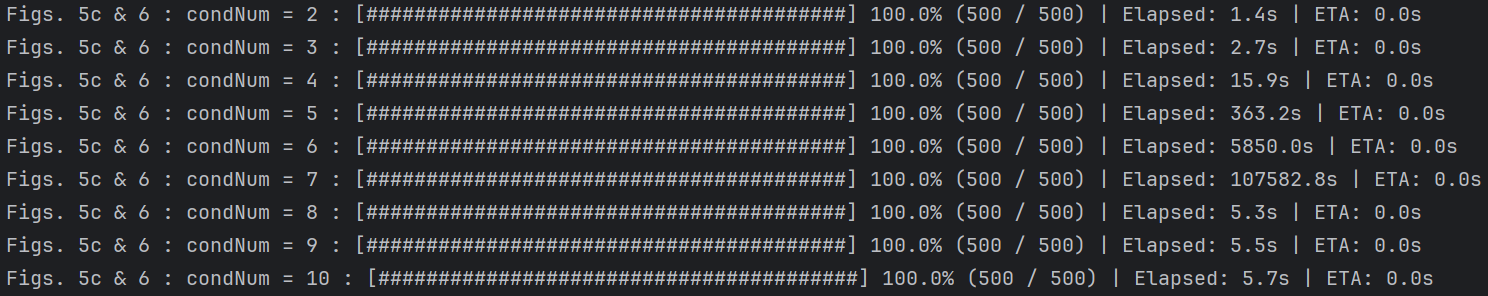 Figs. 5c & 6 : condNum = 2 : [########################################] 100.0% (500 / 500) | Elapsed: 1.4s | ETA: 0.0s
Figs. 5c & 6 : condNum = 3 : [########################################] 100.0% (500 / 500) | Elapsed: 2.7s | ETA: 0.0s
Figs. 5c & 6 : condNum = 4 : [########################################] 100.0% (500 / 500) | Elapsed: 15.9s | ETA: 0.0s
Figs. 5c & 6 : condNum = 5 : [########################################] 100.0% (500 / 500) | Elapsed: 363.2s | ETA: 0.0s
Figs. 5c & 6 : condNum = 6 : [########################################] 100.0% (500 / 500) | Elapsed: 5850.0s | ETA: 0.0s
Figs. 5c & 6 : condNum = 7 : [########################################] 100.0% (500 / 500) | Elapsed: 107582.8s | ETA: 0.0s
Figs. 5c & 6 : condNum = 8 : [########################################] 100.0% (500 / 500) | Elapsed: 5.3s | ETA: 0.0s
Figs. 5c & 6 : condNum = 9 : [########################################] 100.0% (500 / 500) | Elapsed: 5.5s | ETA: 0.0s
Figs. 5c & 6 : condNum = 10 : [########################################] 100.0% (500 / 500) | Elapsed: 5.7s | ETA: 0.0s